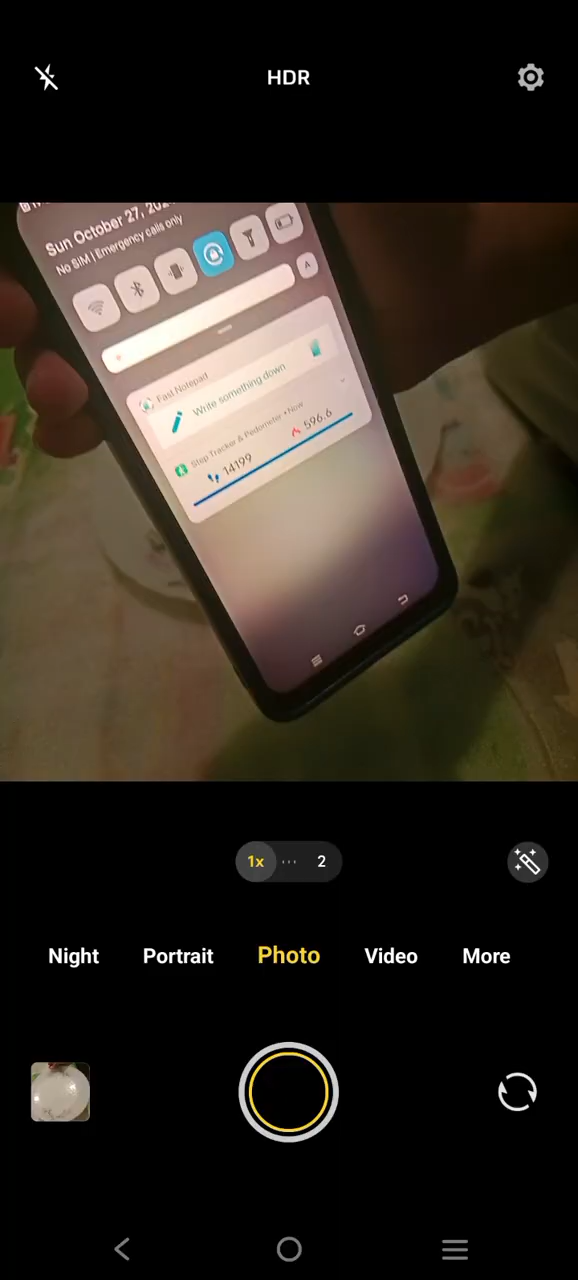 HDR
Sun October 27,
No SIM | Emergency calls only
A
Fast Notepad
Write something down
Step Tracker & Pedometer • Now
14199
596.6
1x
2
Night
Portrait
Photo
Video
More